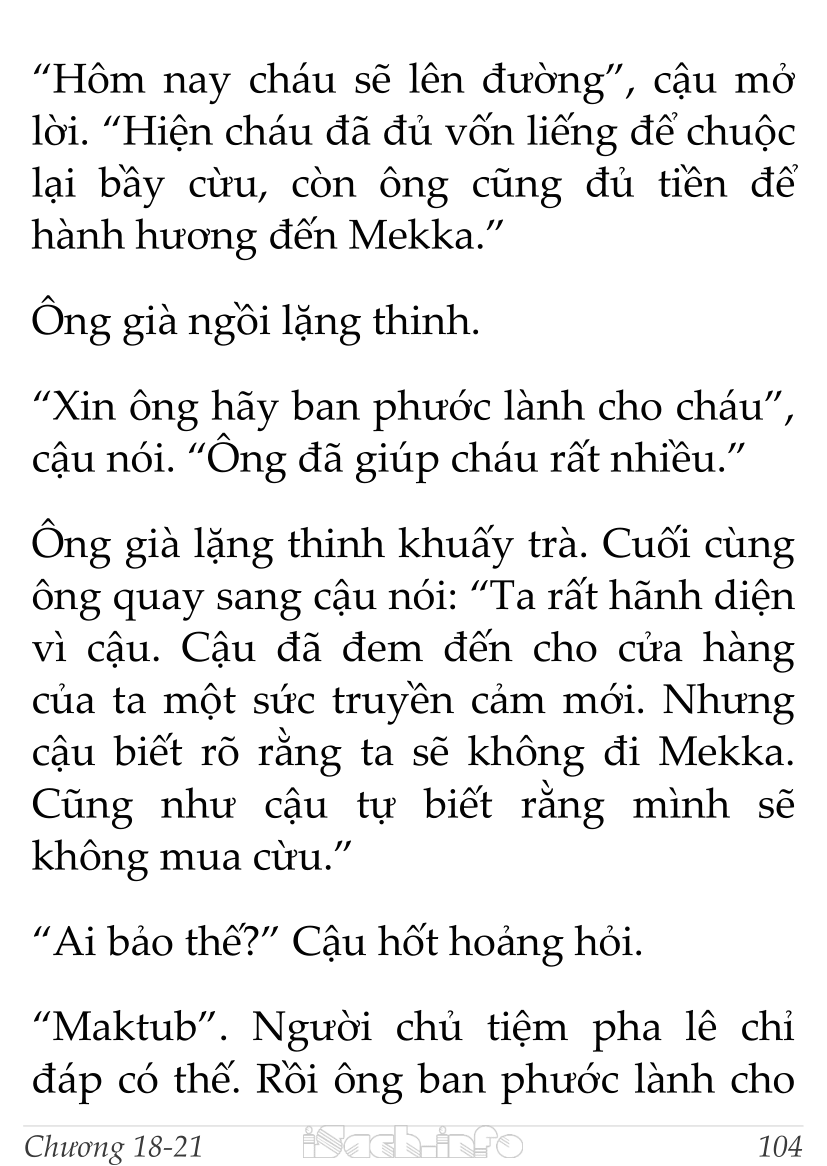 “Hôm nay cháu sẽ lên đường”, cậu mở
lời. “Hiện cháu đã đủ vốn liếng để chuộc
lại bầy cừu, còn ông cũng đủ tiền để
hành hương đến Mekka.”
Ông già ngồi lặng thinh.
“Xin ông hãy ban phước lành cho cháu”,
cậu nói. “Ông đã giúp cháu rất nhiều.”
Ông già lặng thinh khuấy trà. Cuối cùng
ông quay sang cậu nói: “Ta rất hãnh diện
vì cậu. Cậu đã đem đến cho cửa hàng
của ta một sức truyền cảm mới. Nhưng
cậu biết rõ rằng ta sẽ không đi Mekka.
Cũng như cậu tự biết rằng mình sẽ
không mua cừu.”
“Ai bảo thế?” Cậu hốt hoảng hỏi.
“Maktub”. Người chủ tiệm pha lê chỉ
đáp có thế. Rồi ông ban phước lành cho
Chương 18-21 iSach.info 104